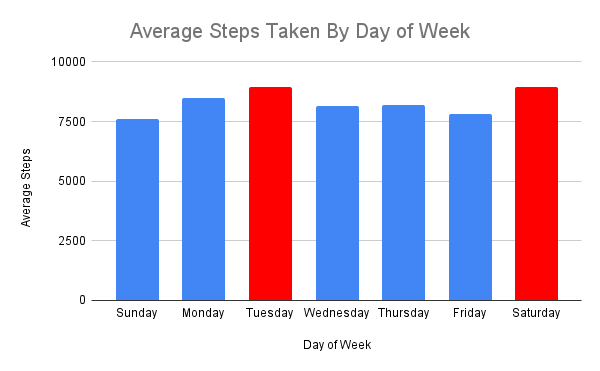 Average Steps Taken By Day of Week
10000
7500
5000
2500
0
Average Steps
Sunday Monday Tuesday Wednesday Thursday Friday Saturday
Day of Week